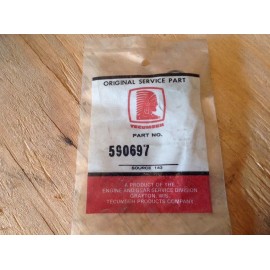 ORIGINAL SERVICE PART
TECUMSEH
PART NO.
590697
SOURCE 143
A PRODUCT OF THE
ENGINE AND GEAR SERVICE DIVISION
GRAFTON, WIS.
TECUMSEH PRODUCTS COMPANY